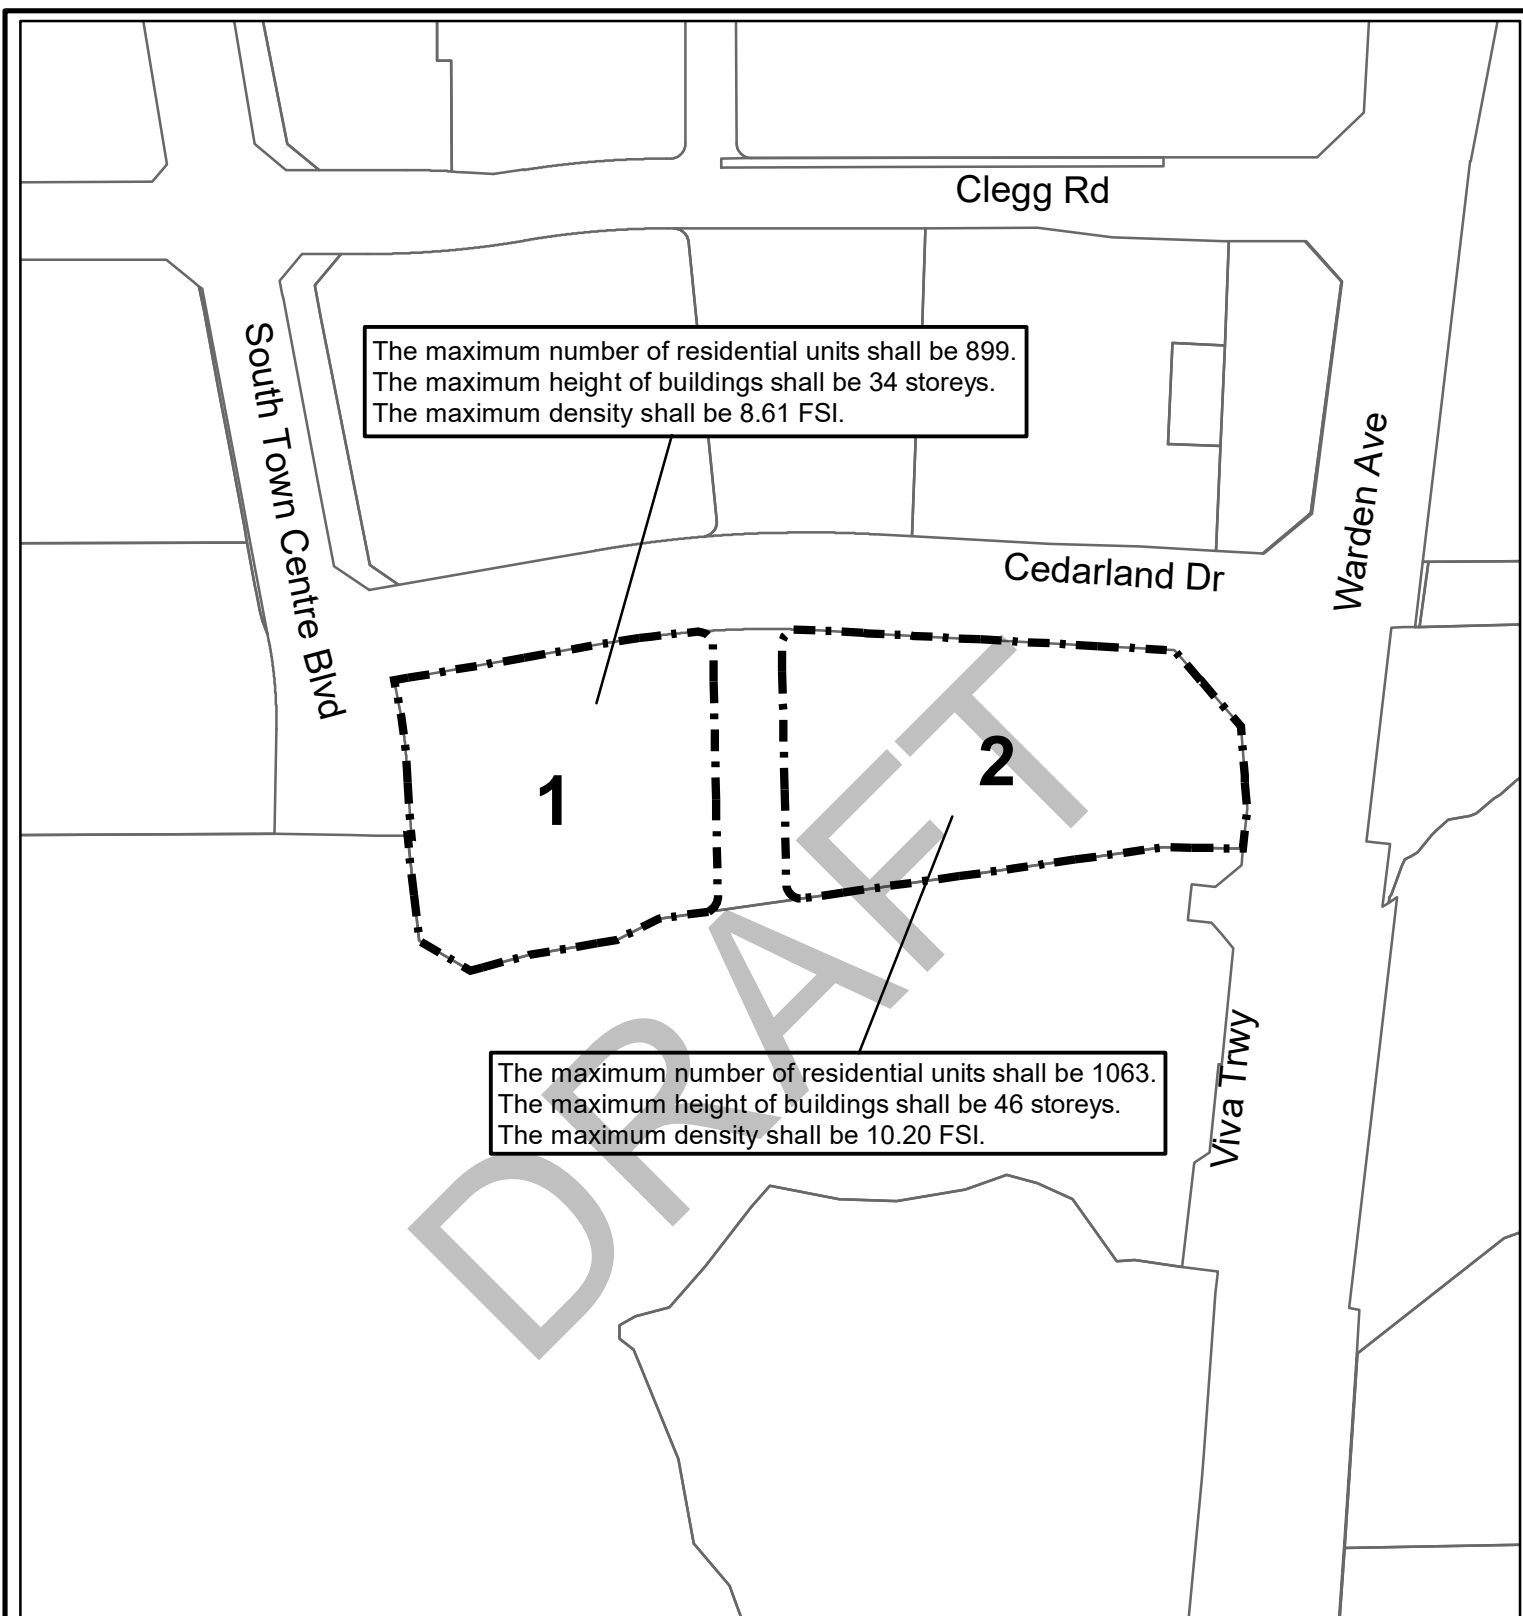 Clegg Rd
South Town Centre Blvd
The maximum number of residential units shall be 899.
The maximum height of buildings shall be 34 storeys.
The maximum density shall be 8.61 FSI.
Warden Ave
Cedarland Dr
1
2
DRAFT
The maximum number of residential units shall be 1063.
The maximum height of buildings shall be 46 storeys.
The maximum density shall be 10.20 FSI.
Viva Trwy